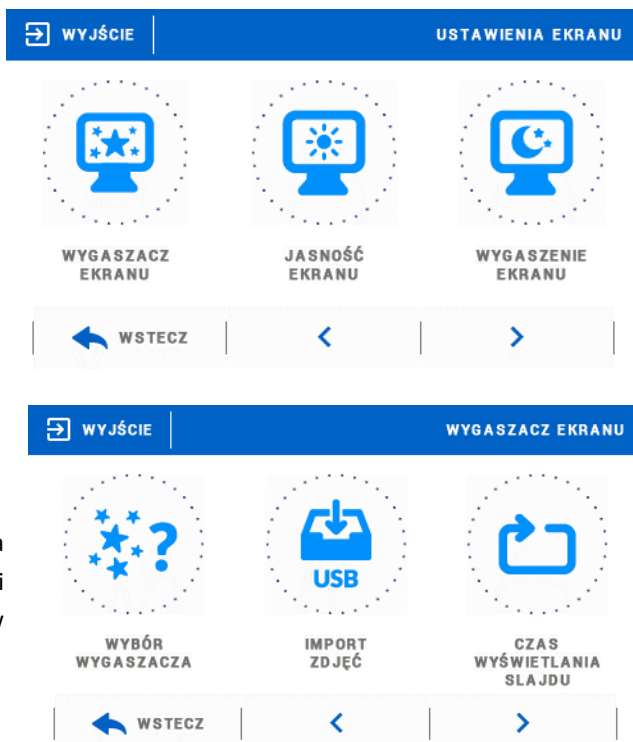 WYJŚCIE USTAWIENIA EKRANU
WYGASZACZ JASNOŚĆ WYGASZENIE
EKRANU EKRANU EKRANU
WSTECZ < >
WYJŚCIE WYGASZACZ EKRANU
?
USB
WYBÓR IMPORT CZAS
WYGASZACZA ZDJĘĆ WYŚWIETLANIA
SLAJDU
WSTECZ < >